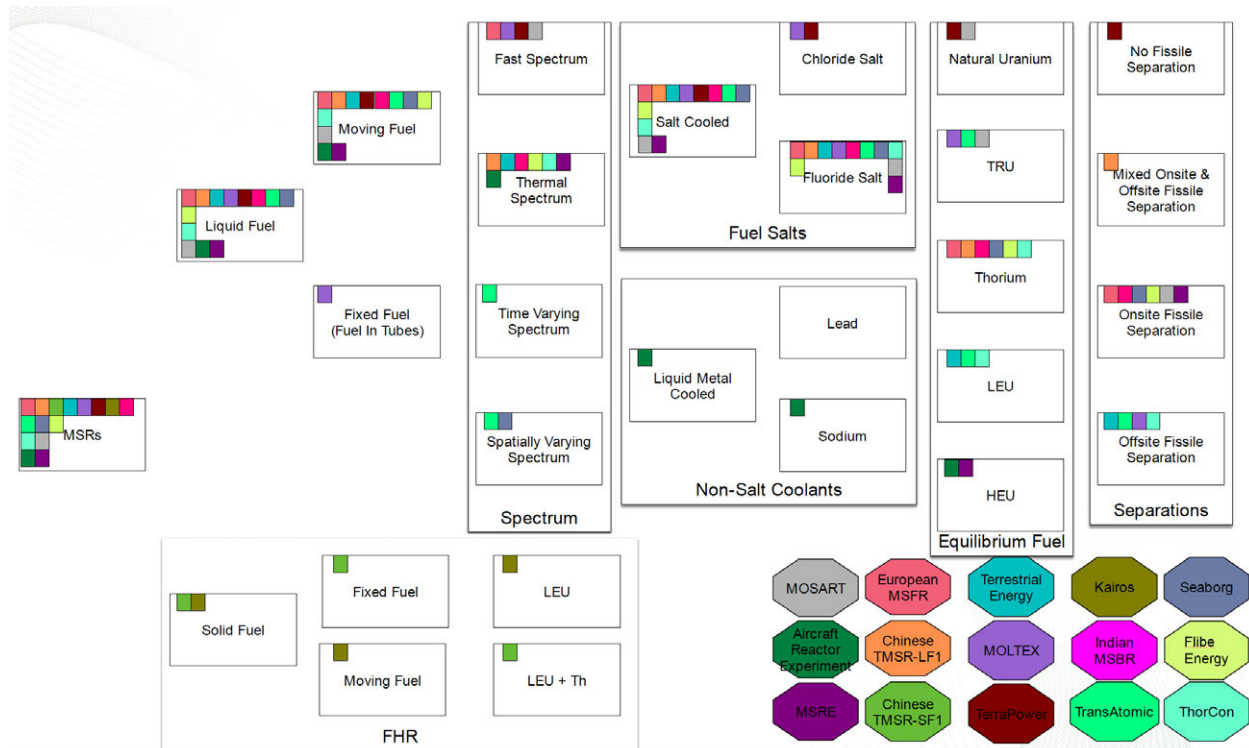 Fast Spectrum
Chloride Salt
Natural Uranium
No Fissile
Separation
Moving Fuel
Salt Cooled
Thermal
Spectrum
Fluoride Salt
TRU
Mixed Onsite &
Offsite Fissile
Separation
Liquid Fuel
Fuel Salts
Thorium
Fixed Fuel
(Fuel In Tubes)
Time Varying
Spectrum
Lead
Onsite Fissile
Separation
Liquid Metal
Cooled
LEU
MSRs
Spatially Varying
Spectrum
Sodium
Offsite Fissile
Separation
Non-Salt Coolants
HEU
Spectrum
Separations
Equilibrium Fuel
Solid Fuel
Fixed Fuel
LEU
Moving Fuel
LEU + Th
FHR
MOSART
European
MSFR
Terrestrial
Energy
Kairos
Seaborg
Aircraft
Reactor
Experiment
Chinese
TMSR-LF1
MOLTEX
Indian
MSBR
Flibe
Energy
MSRE
Chinese
TMSR-SF1
TerraPower
TransAtomic
ThorCon